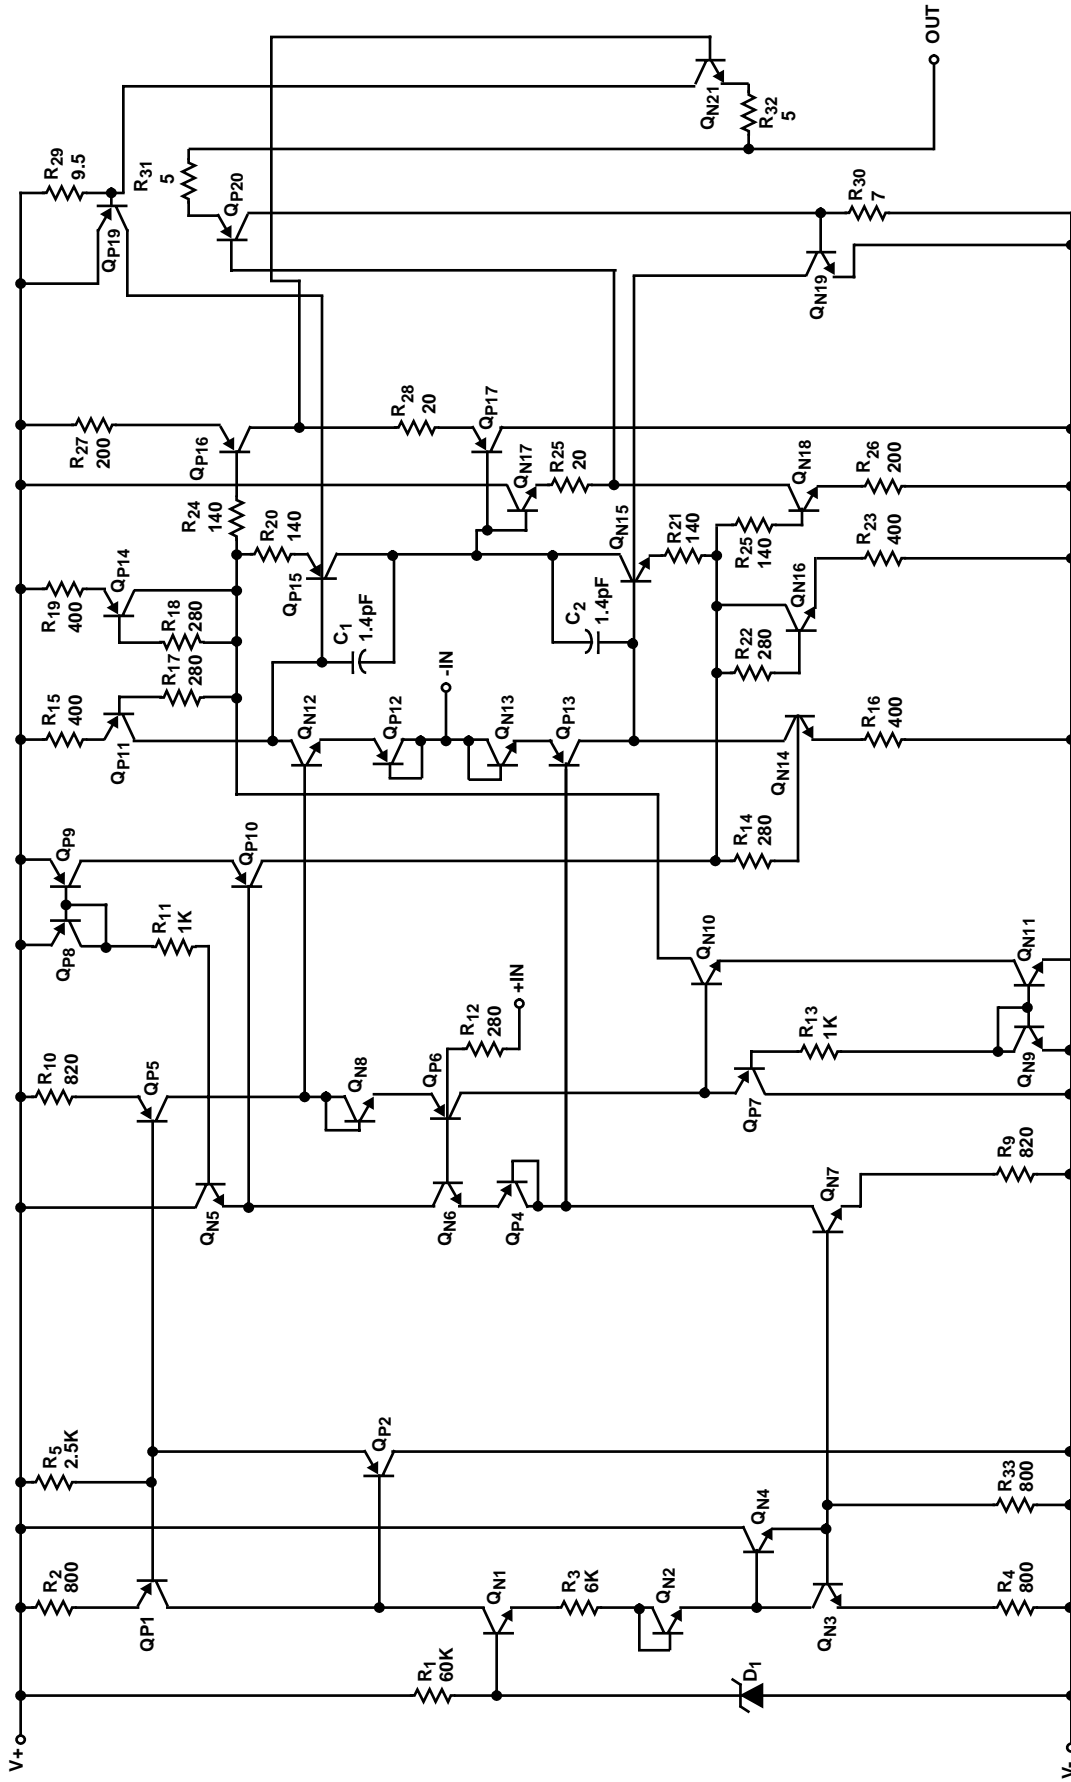 V+
R2
800
R5
2.5K
R10
820
QP8
QP9
R15
400
R19
400
R27
200
R29
9.5
QP1
QP5
R11
1K
QP11
QP14
QP19
R31
5
R17
280
R18
280
R24
140
QP16
QP20
QN5
QP10
R20
140
QP15
QN12
C1
1.4pF
QP2
QN8
QP12
R28
20
R1
60K
QP6
-IN
QN6
R12
280
+IN
QN1
QP4
QN13
QP17
QN17
R3
6K
QP13
R25
20
C2
1.4pF
QN15
QN2
R21
140
QN10
QN21
D1
QN4
QP7
R14
280
R22
280
R25
140
R32
5
QN3
QN7
R13
1K
QN14
QN16
QN18
QN19
R16
400
R23
400
R26
200
R30
7
OUT
R4
800
R33
800
R9
820
QN9
QN11
V-